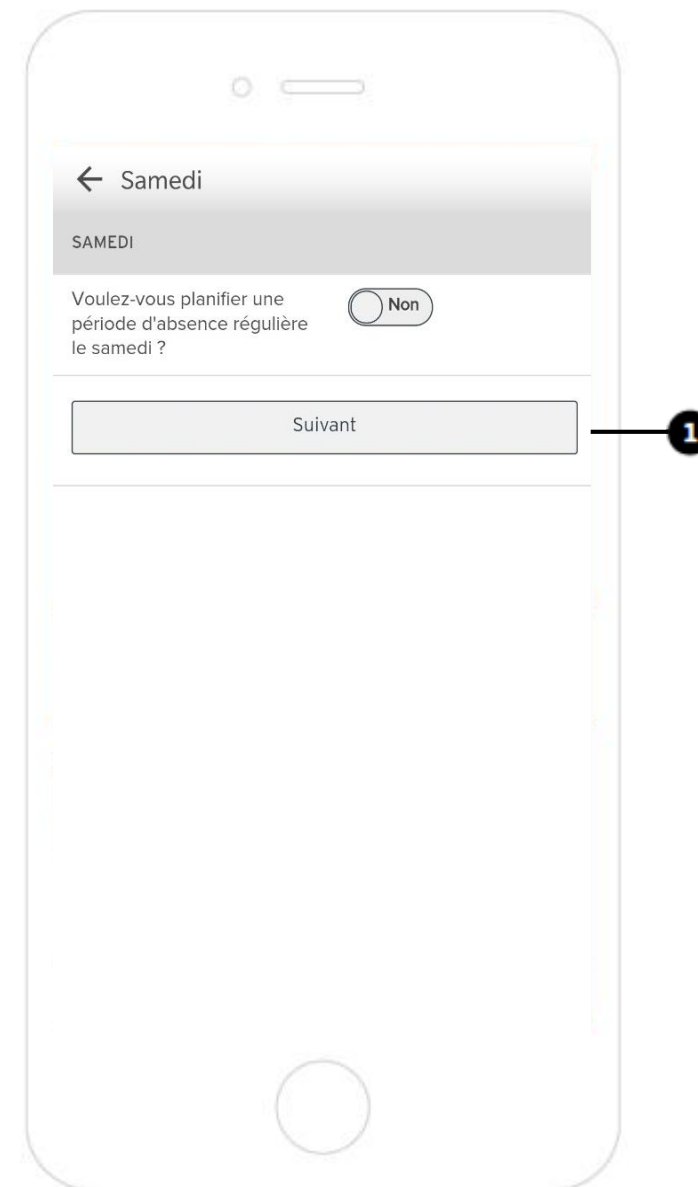 Samedi
SAMEDI
Voulez-vous planifier une
période d'absence régulière
le samedi ?
Non
Suivant
1